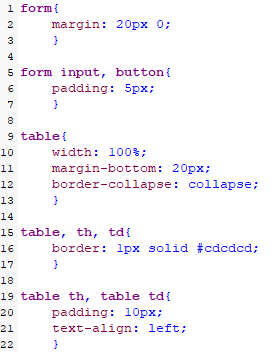 1 form{
2     margin: 20px 0;
3     }
4
5 form input, button{
6     padding: 5px;
7     }
8
9 table{
10     width: 100%;
11     margin-bottom: 20px;
12     border-collapse: collapse;
13     }
14
15 table, th, td{
16     border: 1px solid #cdcdcd;
17     }
18
19 table th, table td{
20     padding: 10px;
21     text-align: left;
22     }